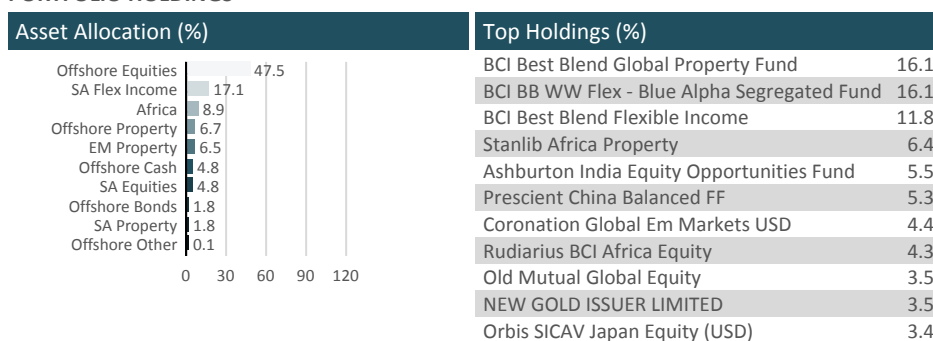 Asset Allocation (%)
Offshore Equities 47.5
SA Flex Income 17.1
Africa 8.9
Offshore Property 6.7
EM Property 6.5
Offshore Cash 4.8
SA Equities 4.8
Offshore Bonds 1.8
SA Property 1.8
Offshore Other 0.1
0 30 60 90 120
Top Holdings (%)
BCI Best Blend Global Property Fund 16.1
BCI BB WW Flex - Blue Alpha Segregated Fund 16.1
BCI Best Blend Flexible Income 11.8
Stanlib Africa Property 6.4
Ashburton India Equity Opportunities Fund 5.5
Prescient China Balanced FF 5.3
Coronation Global Em Markets USD 4.4
Rudiarius BCI Africa Equity 4.3
Old Mutual Global Equity 3.5
NEW GOLD ISSUER LIMITED 3.5
Orbis SICAV Japan Equity (USD) 3.4